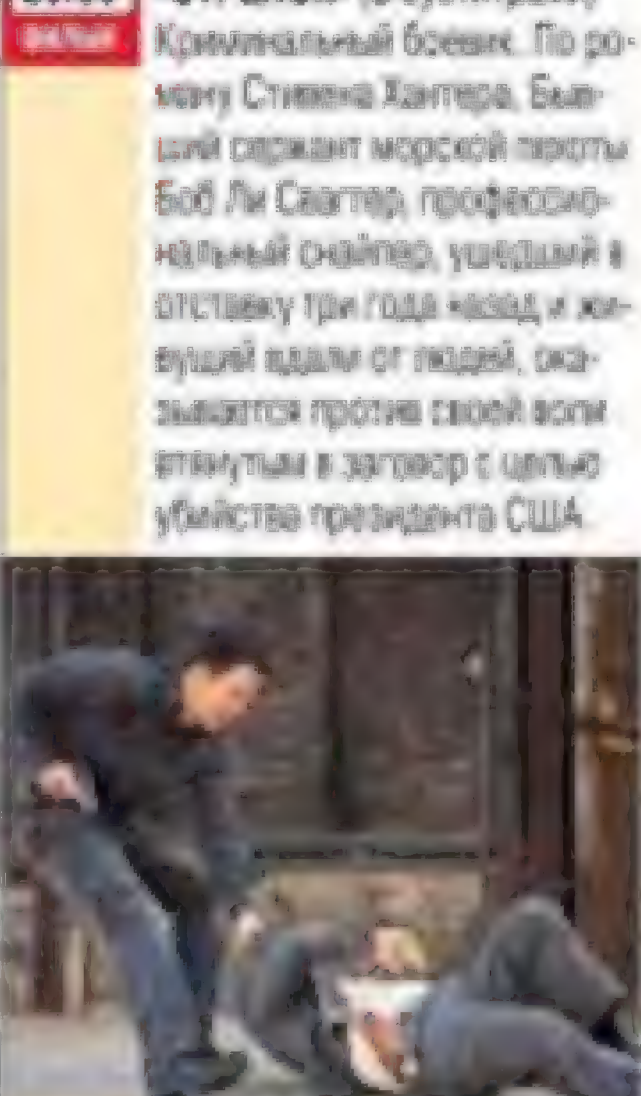 Криминальный боевик. По ро-
ману Стивена Хантера. Быв-
ший сержант морской пехоты
Боб Ли Свэггер, профессио-
нальный снайпер, ушедший в
отставку три года назад и жи-
вущий вдали от людей, ока-
зывается против своей воли
втянутым в заговор с целью
убийства президента США.